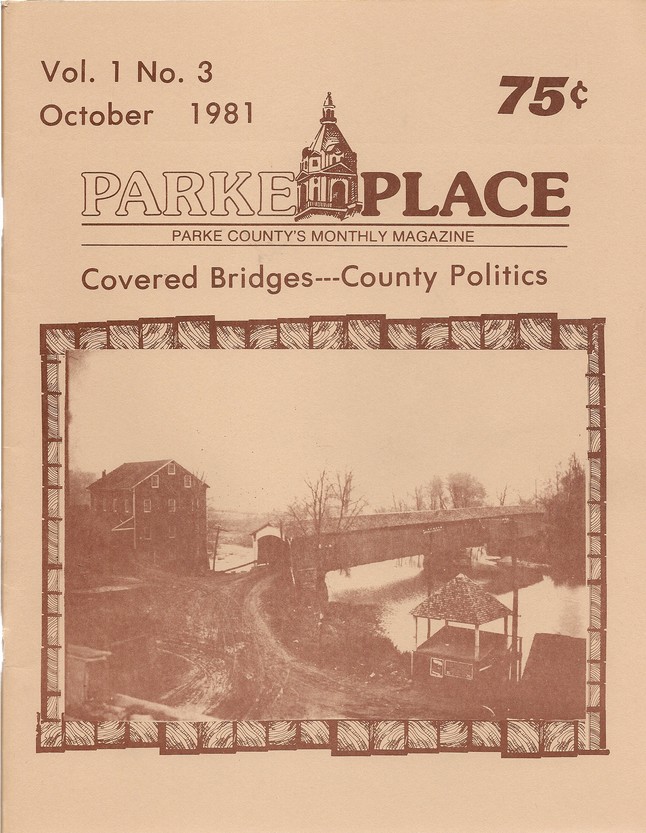 Vol. 1 No. 3
October 1981
75¢
PARKE PLACE
PARKE COUNTY'S MONTHLY MAGAZINE
Covered Bridges---County Politics